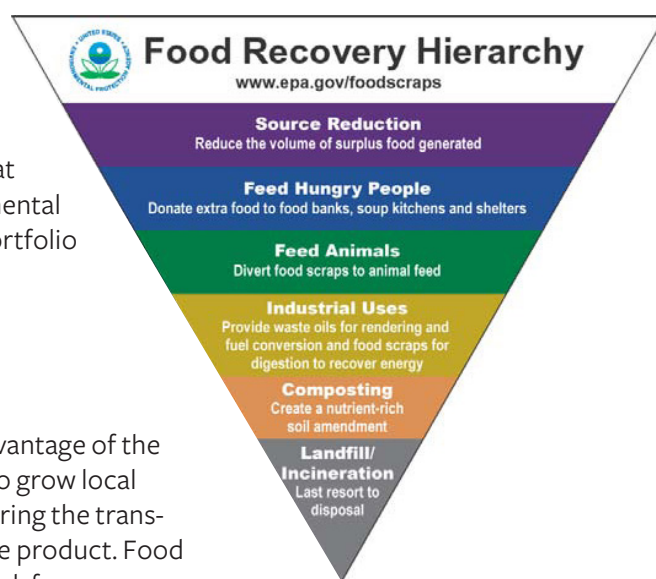 Food Recovery Hierarchy
www.epa.gov/foodscraps
Source Reduction
Reduce the volume of surplus food generated
at
Feed Hungry People
Donate extra food to food banks, soup kitchens and shelters
Feed Animals
Divert food scraps to animal feed
Industrial Uses
Provide waste oils for rendering and
fuel conversion and food scraps for
digestion to recover energy
Composting
Create a nutrient-rich
soil amendment
Landfill/
Incineration
Last resort to
disposal
vantage of the
grow local
ring the trans-
product. Food